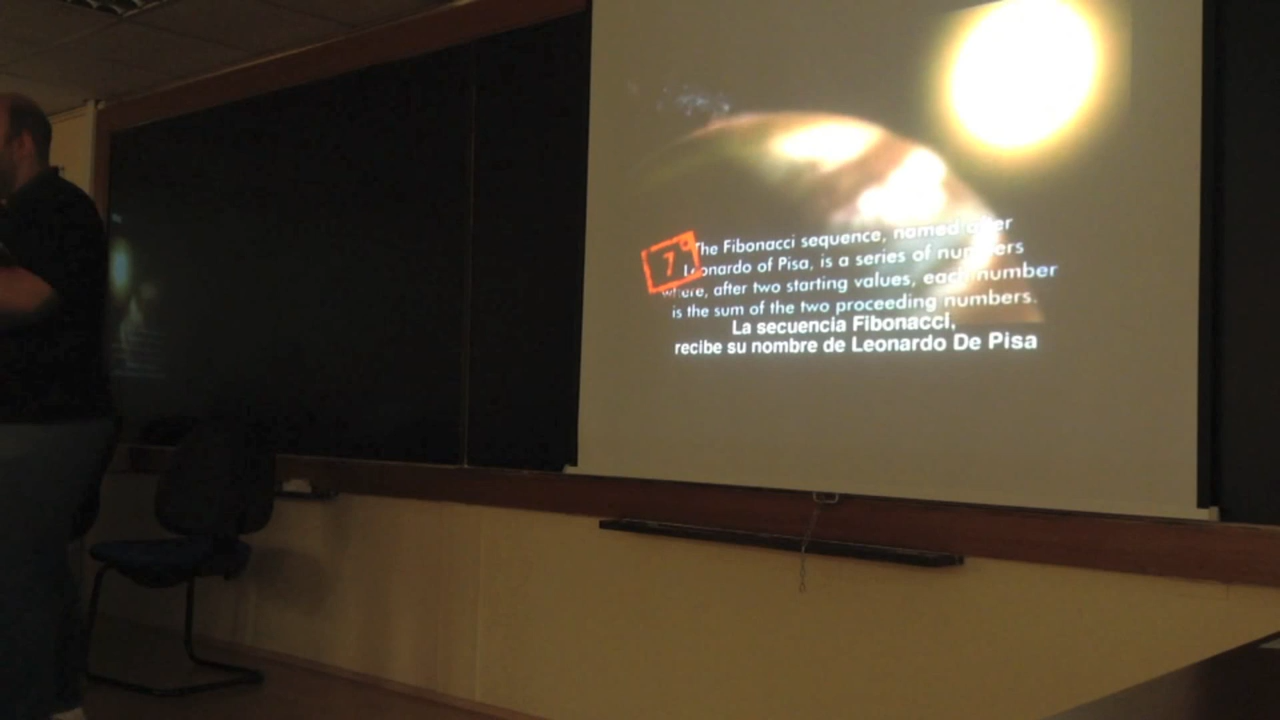 7
The Fibonacci sequence, named after
Leonardo of Pisa, is a series of numbers
where, after two starting values, each number
is the sum of the two proceeding numbers.
La secuencia Fibonacci,
recibe su nombre de Leonardo De Pisa